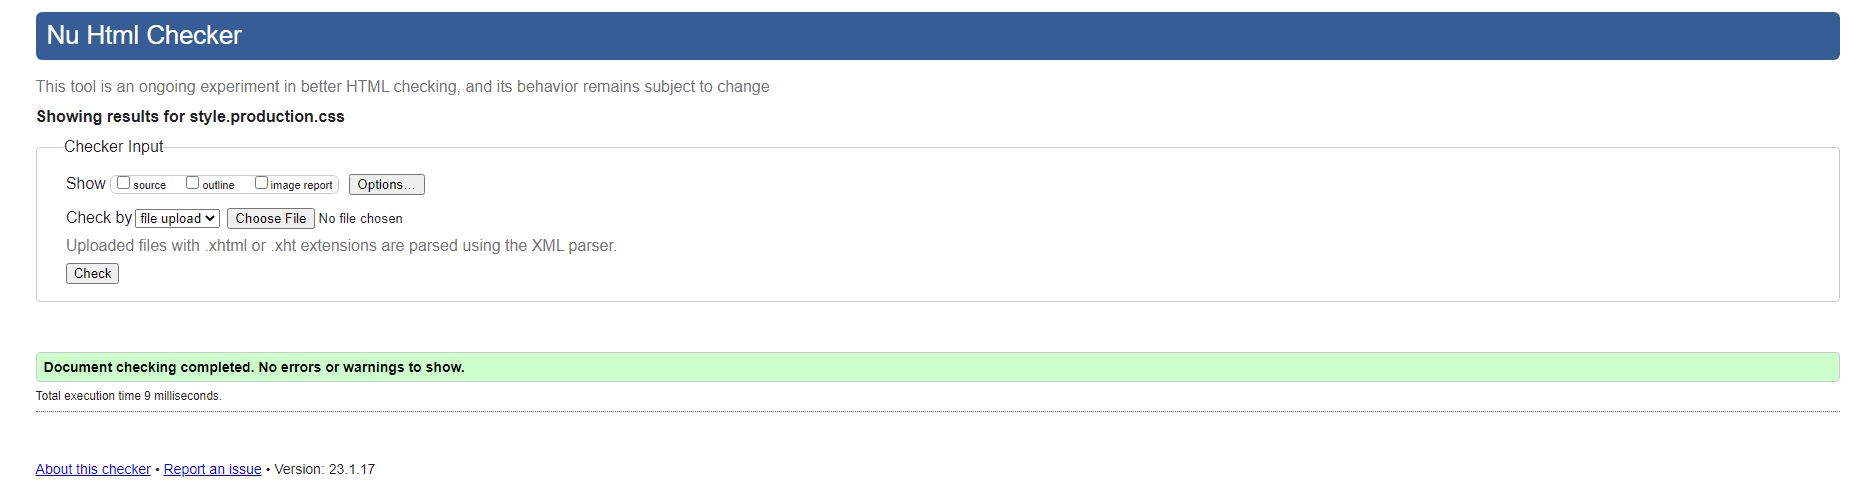 Nu Html Checker
This tool is an ongoing experiment in better HTML checking, and its behavior remains subject to change
Showing results for style.production.css
Checker Input
Show source outline image report Options...
Check by file upload Choose File No file chosen
Uploaded files with .xhtml or .xht extensions are parsed using the XML parser.
Check
Document checking completed. No errors or warnings to show.
Total execution time 9 milliseconds.
About this checker • Report an issue • Version: 23.1.17